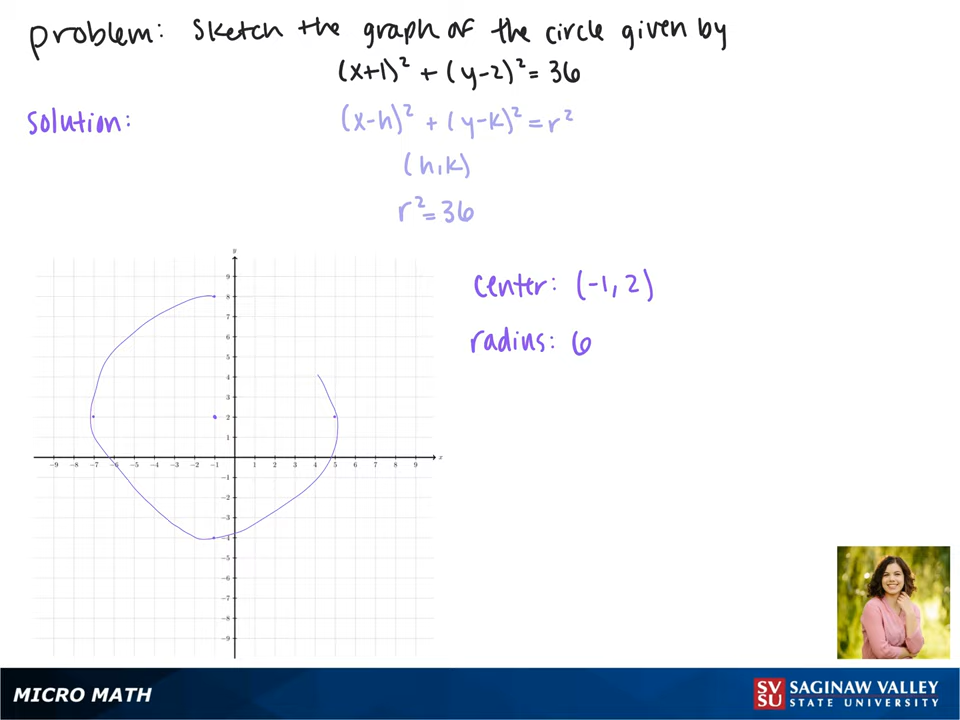 problem: Sketch the graph of the circle given by
(x+1)² + (y-2)² = 36
solution:
(x-h)² + (y-k)² = r²
(h,k)
r² = 36
center: (-1, 2)
radius: 6
y
9
8
7
6
5
4
3
2
1
−9 −8 −7 −6 −5 −4 −3 −2 −1 1 2 3 4 5 6 7 8 9 x
−1
−2
−3
−4
−5
−6
−7
−8
−9
MICRO MATH
SV SU
SAGINAW VALLEY
STATE UNIVERSITY